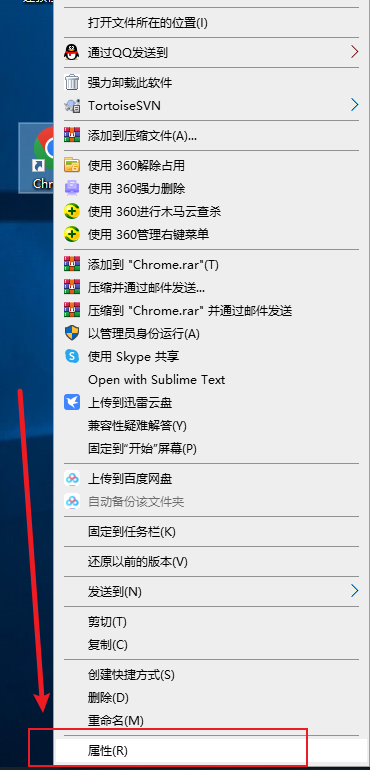 打开文件所在的位置(I)
通过QQ发送到
强力卸载此软件
TortoiseSVN
添加到压缩文件(A)...
Chr
使用 360解除占用
使用 360强力删除
使用 360进行木马云查杀
使用 360管理右键菜单
添加到 "Chrome.rar"(T)
压缩并通过邮件发送...
压缩到 "Chrome.rar" 并通过邮件发送
以管理员身份运行(A)
使用 Skype 共享
Open with Sublime Text
上传到迅雷云盘
兼容性疑难解答(Y)
固定到"开始"屏幕(P)
上传到百度网盘
自动备份该文件夹
固定到任务栏(K)
还原以前的版本(V)
发送到(N)
剪切(T)
复制(C)
创建快捷方式(S)
删除(D)
重命名(M)
属性(R)